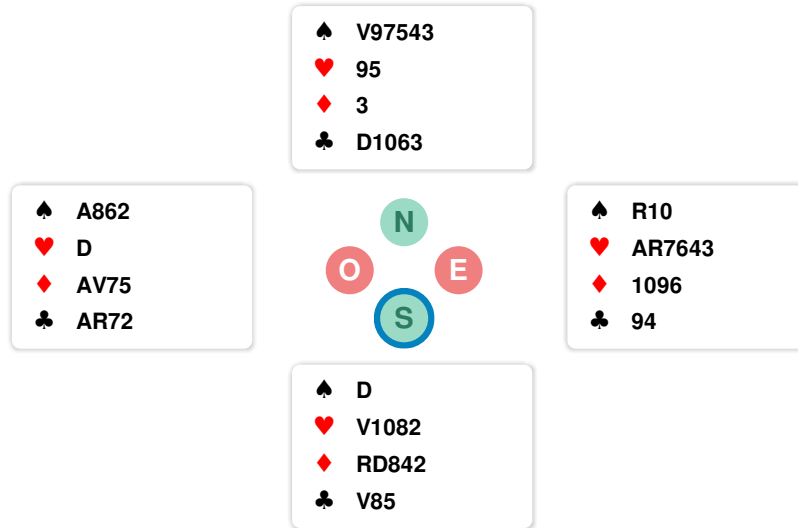 ♠ V97543
♥ 95
♦ 3
♣ D1063
♠ A862
♥ D
♦ AV75
♣ AR72
N
O E
S
♠ R10
♥ AR7643
♦ 1096
♣ 94
♠ D
♥ V1082
♦ RD842
♣ V85